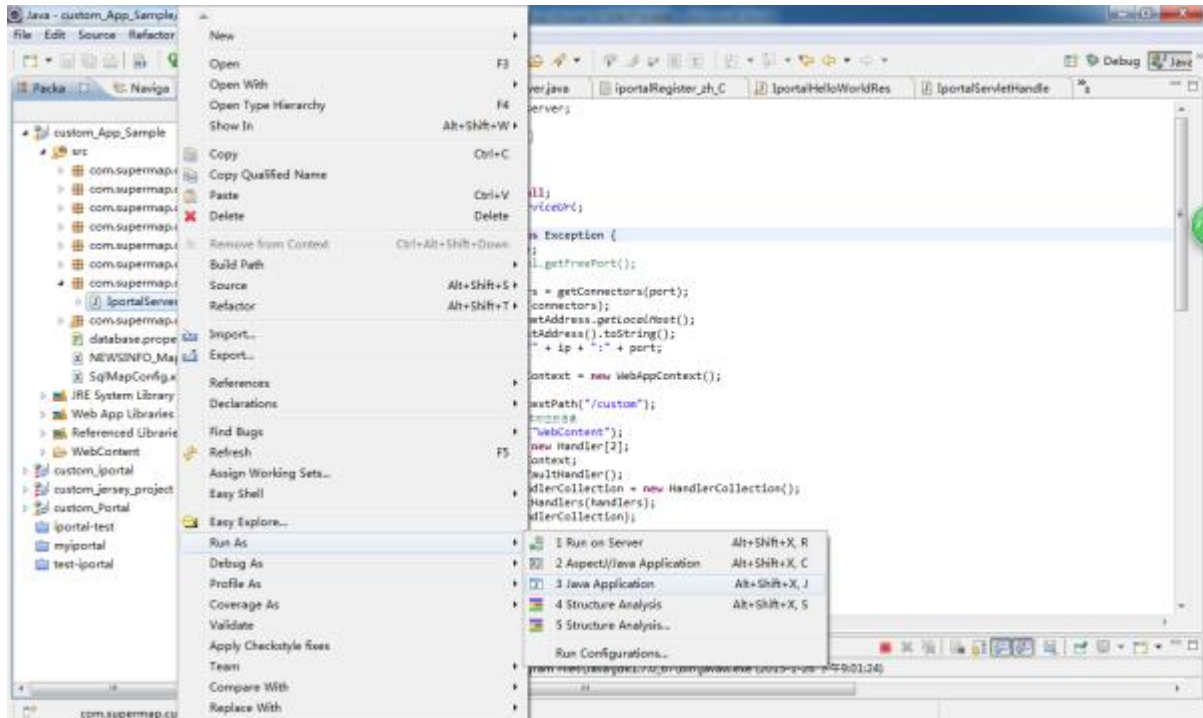 Java - custom_App_Sample/
File Edit Source Refactor
Debug Java
Packa Naviga
custom_App_Sample
src
com.supermap.c
com.supermap.c
com.supermap.c
com.supermap.c
com.supermap.c
com.supermap.c
com.supermap.c
IportalServer
com.supermap.c
database.prope
NEWSINFO_Map
SqlMapConfig.x
JRE System Library
Web App Libraries
Referenced Librarie
WebContent
custom_iportal
custom_jersey_project
custom_Portal
iportal-test
myiportal
test-iportal
com.supermap.cu
New
Open F3
Open With
Open Type Hierarchy F4
Show In Alt+Shift+W
Copy Ctrl+C
Copy Qualified Name
Paste Ctrl+V
Delete Delete
Remove from Context Ctrl+Alt+Shift+Down
Build Path
Source Alt+Shift+S
Refactor Alt+Shift+T
Import...
Export...
References
Declarations
Find Bugs
Refresh F5
Assign Working Sets...
Easy Shell
Easy Explore...
Run As
Debug As
Profile As
Coverage As
Validate
Apply Checkstyle fixes
Team
Compare With
Replace With
1 Run on Server Alt+Shift+X, R
2 AspectJ/Java Application Alt+Shift+X, C
3 Java Application Alt+Shift+X, J
4 Structure Analysis Alt+Shift+X, S
5 Structure Analysis...
Run Configurations...
ver.java iportalRegister_zh_C IportalHelloWorldRes IportalServletHandle
erver;
ll;
viceUrl;
s Exception {
;
l.getFreePort();
s = getConnectors(port);
connectors);
etAddress.getLocalHost();
tAddress().toString();
" + ip + ":" + port;
ontext = new WebAppContext();
extPath("/custom");
"WebContent");
new Handler[2];
ontext;
aultHandler();
dlerCollection = new HandlerCollection();
Handlers(handlers);
dlerCollection);